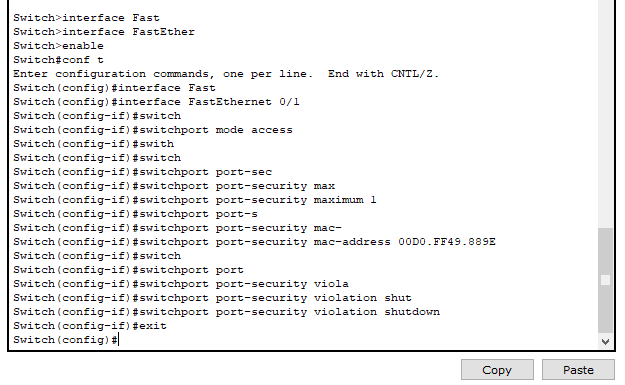 Switch>interface Fast
Switch>interface FastEther
Switch>enable
Switch#conf t
Enter configuration commands, one per line.  End with CNTL/Z.
Switch(config)#interface Fast
Switch(config)#interface FastEthernet 0/1
Switch(config-if)#switch
Switch(config-if)#switchport mode access
Switch(config-if)#swith
Switch(config-if)#switch
Switch(config-if)#switchport port-sec
Switch(config-if)#switchport port-security max
Switch(config-if)#switchport port-security maximum 1
Switch(config-if)#switchport port-s
Switch(config-if)#switchport port-security mac-
Switch(config-if)#switchport port-security mac-address 00D0.FF49.889E
Switch(config-if)#switch
Switch(config-if)#switchport port
Switch(config-if)#switchport port-security viola
Switch(config-if)#switchport port-security violation shut
Switch(config-if)#switchport port-security violation shutdown
Switch(config-if)#exit
Switch(config)#
Copy Paste